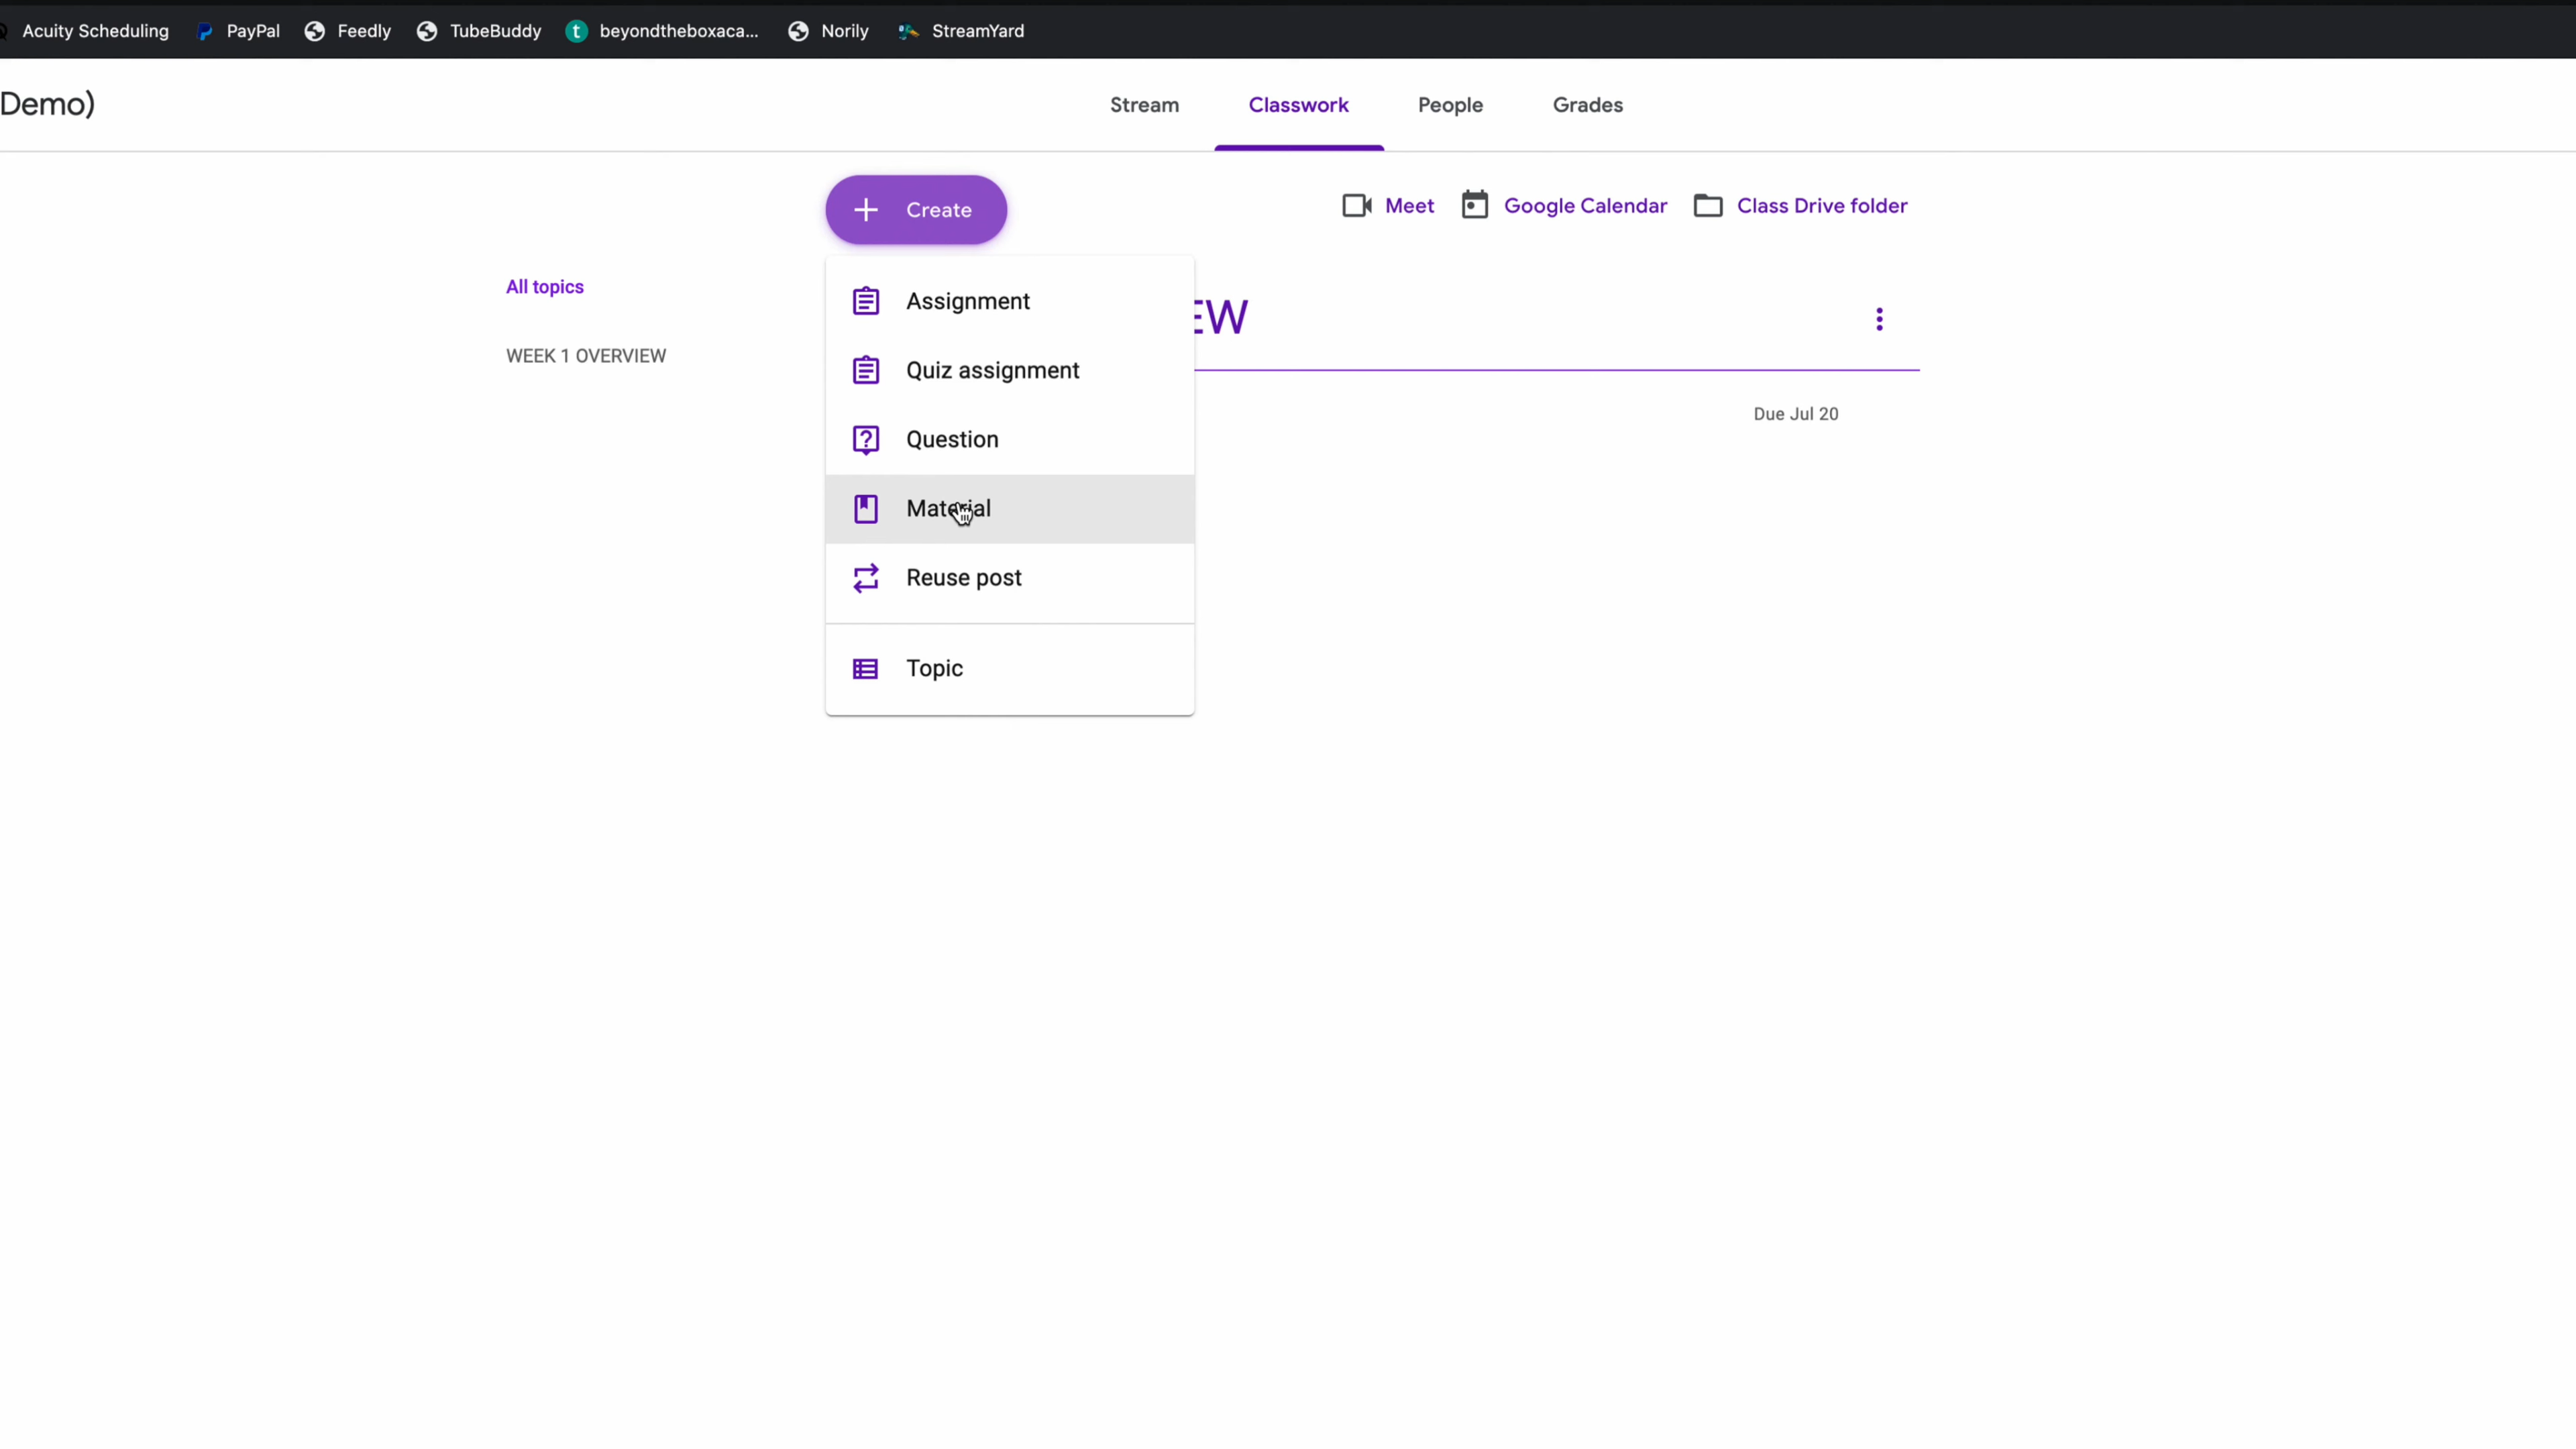 Acuity Scheduling PayPal Feedly TubeBuddy t beyondtheboxaca... Norily StreamYard
Demo) Stream Classwork People Grades
Create Meet Google Calendar Class Drive folder
All topics
WEEK 1 OVERVIEW
Assignment
Quiz assignment
Question
Material
Reuse post
Topic
EW
Due Jul 20